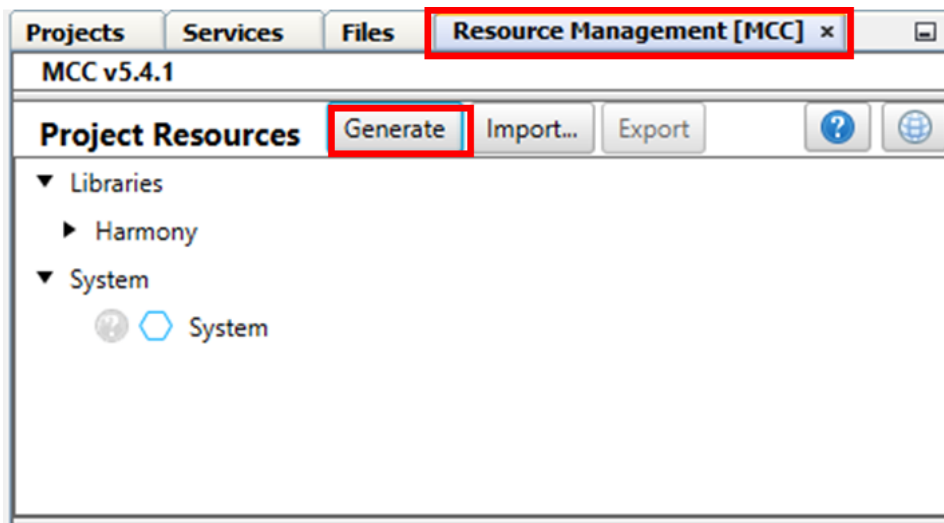 Projects Services Files Resource Management [MCC] ×
MCC v5.4.1
Project Resources Generate Import... Export ?
Libraries
Harmony
System
? System